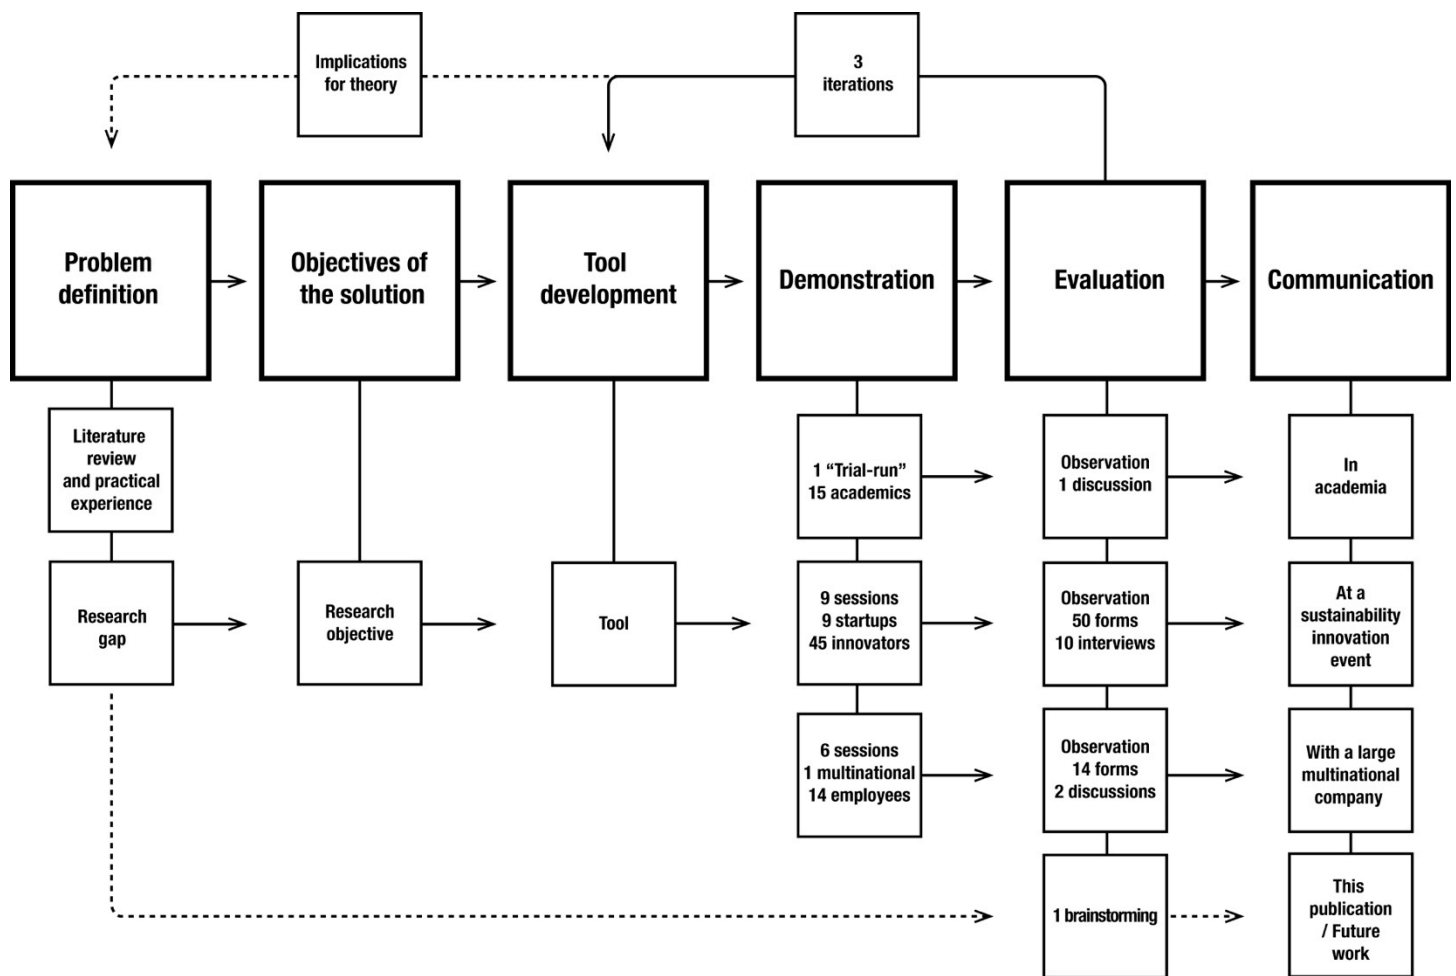 Implications
for theory
3
iterations
Problem
definition
Objectives of
the solution
Tool
development
Demonstration
Evaluation
Communication
Literature
review
and practical
experience
1 “Trial-run”
15 academics
Observation
1 discussion
In
academia
Research
gap
Research
objective
Tool
9 sessions
9 startups
45 innovators
Observation
50 forms
10 interviews
At a
sustainability
innovation
event
6 sessions
1 multinational
14 employees
Observation
14 forms
2 discussions
With a large
multinational
company
1 brainstorming
This
publication
/ Future
work